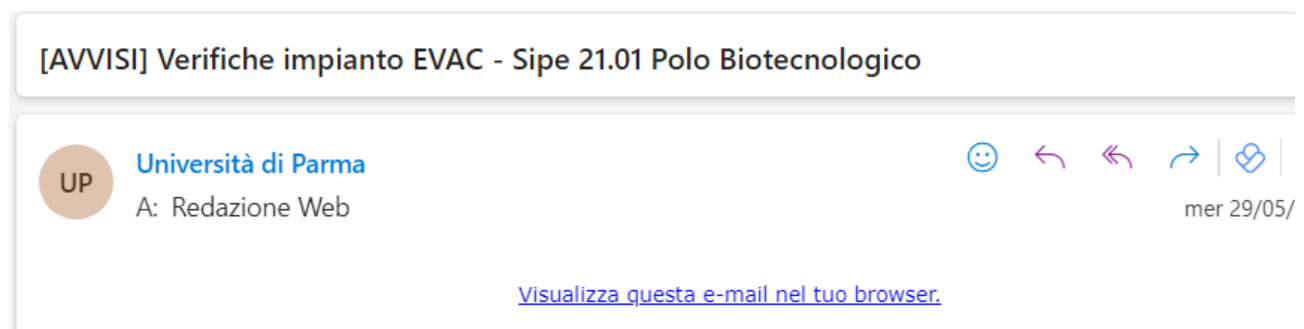 [AVVISI] Verifiche impianto EVAC - Sipe 21.01 Polo Biotecnologico
UP
Università di Parma
A: Redazione Web
mer 29/05/
Visualizza questa e-mail nel tuo browser.